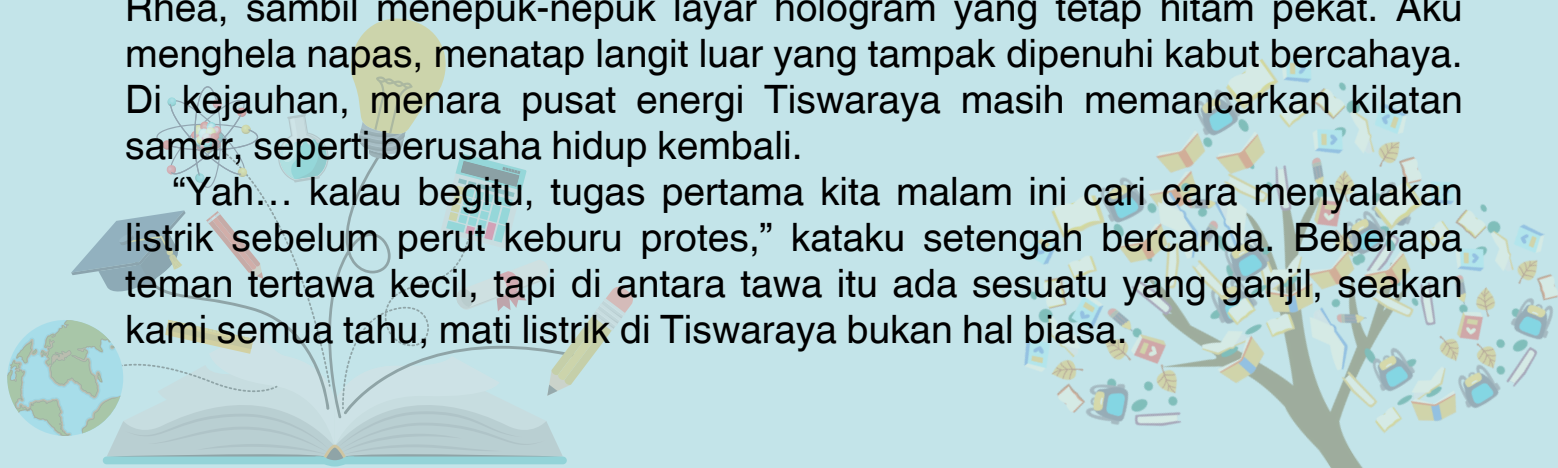 Rhea, sambil menepuk-nepuk layar hologram yang tetap hitam pekat. Aku
menghela napas, menatap langit luar yang tampak dipenuhi kabut bercahaya.
Di kejauhan, menara pusat energi Tiswaraya masih memancarkan kilatan
samar, seperti berusaha hidup kembali.
“Yah… kalau begitu, tugas pertama kita malam ini cari cara menyalakan
listrik sebelum perut keburu protes,” kataku setengah bercanda. Beberapa
teman tertawa kecil, tapi di antara tawa itu ada sesuatu yang ganjil, seakan
kami semua tahu, mati listrik di Tiswaraya bukan hal biasa.